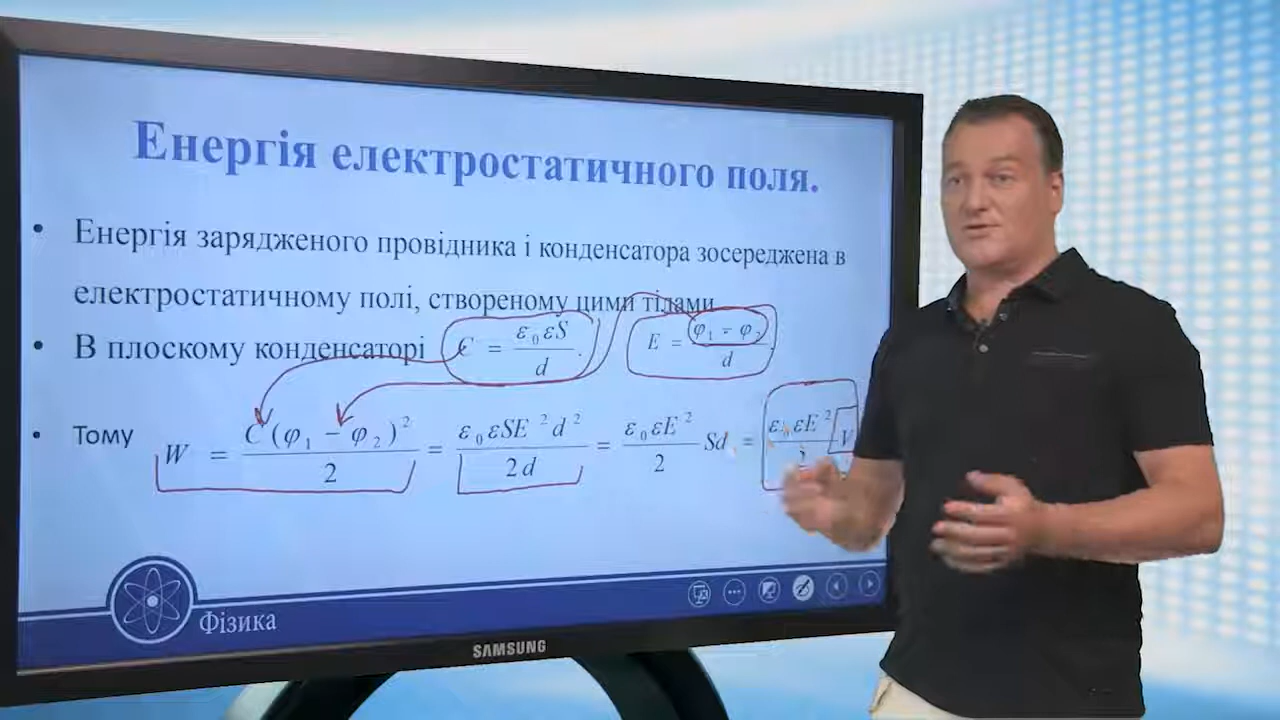 Енергія електростатичного поля.
• Енергія зарядженого провідника і конденсатора зосереджена в
електростатичному полі, створеному цими тілами
• В плоскому конденсаторі C = ε₀εS / d . E = φ₁ − φ₂ / d .
• Тому W = C(φ₁ − φ₂)² / 2 = ε₀εSE²d² / 2d = ε₀εE² / 2 Sd = ε₀εE² / 2 V
Фізика
SAMSUNG